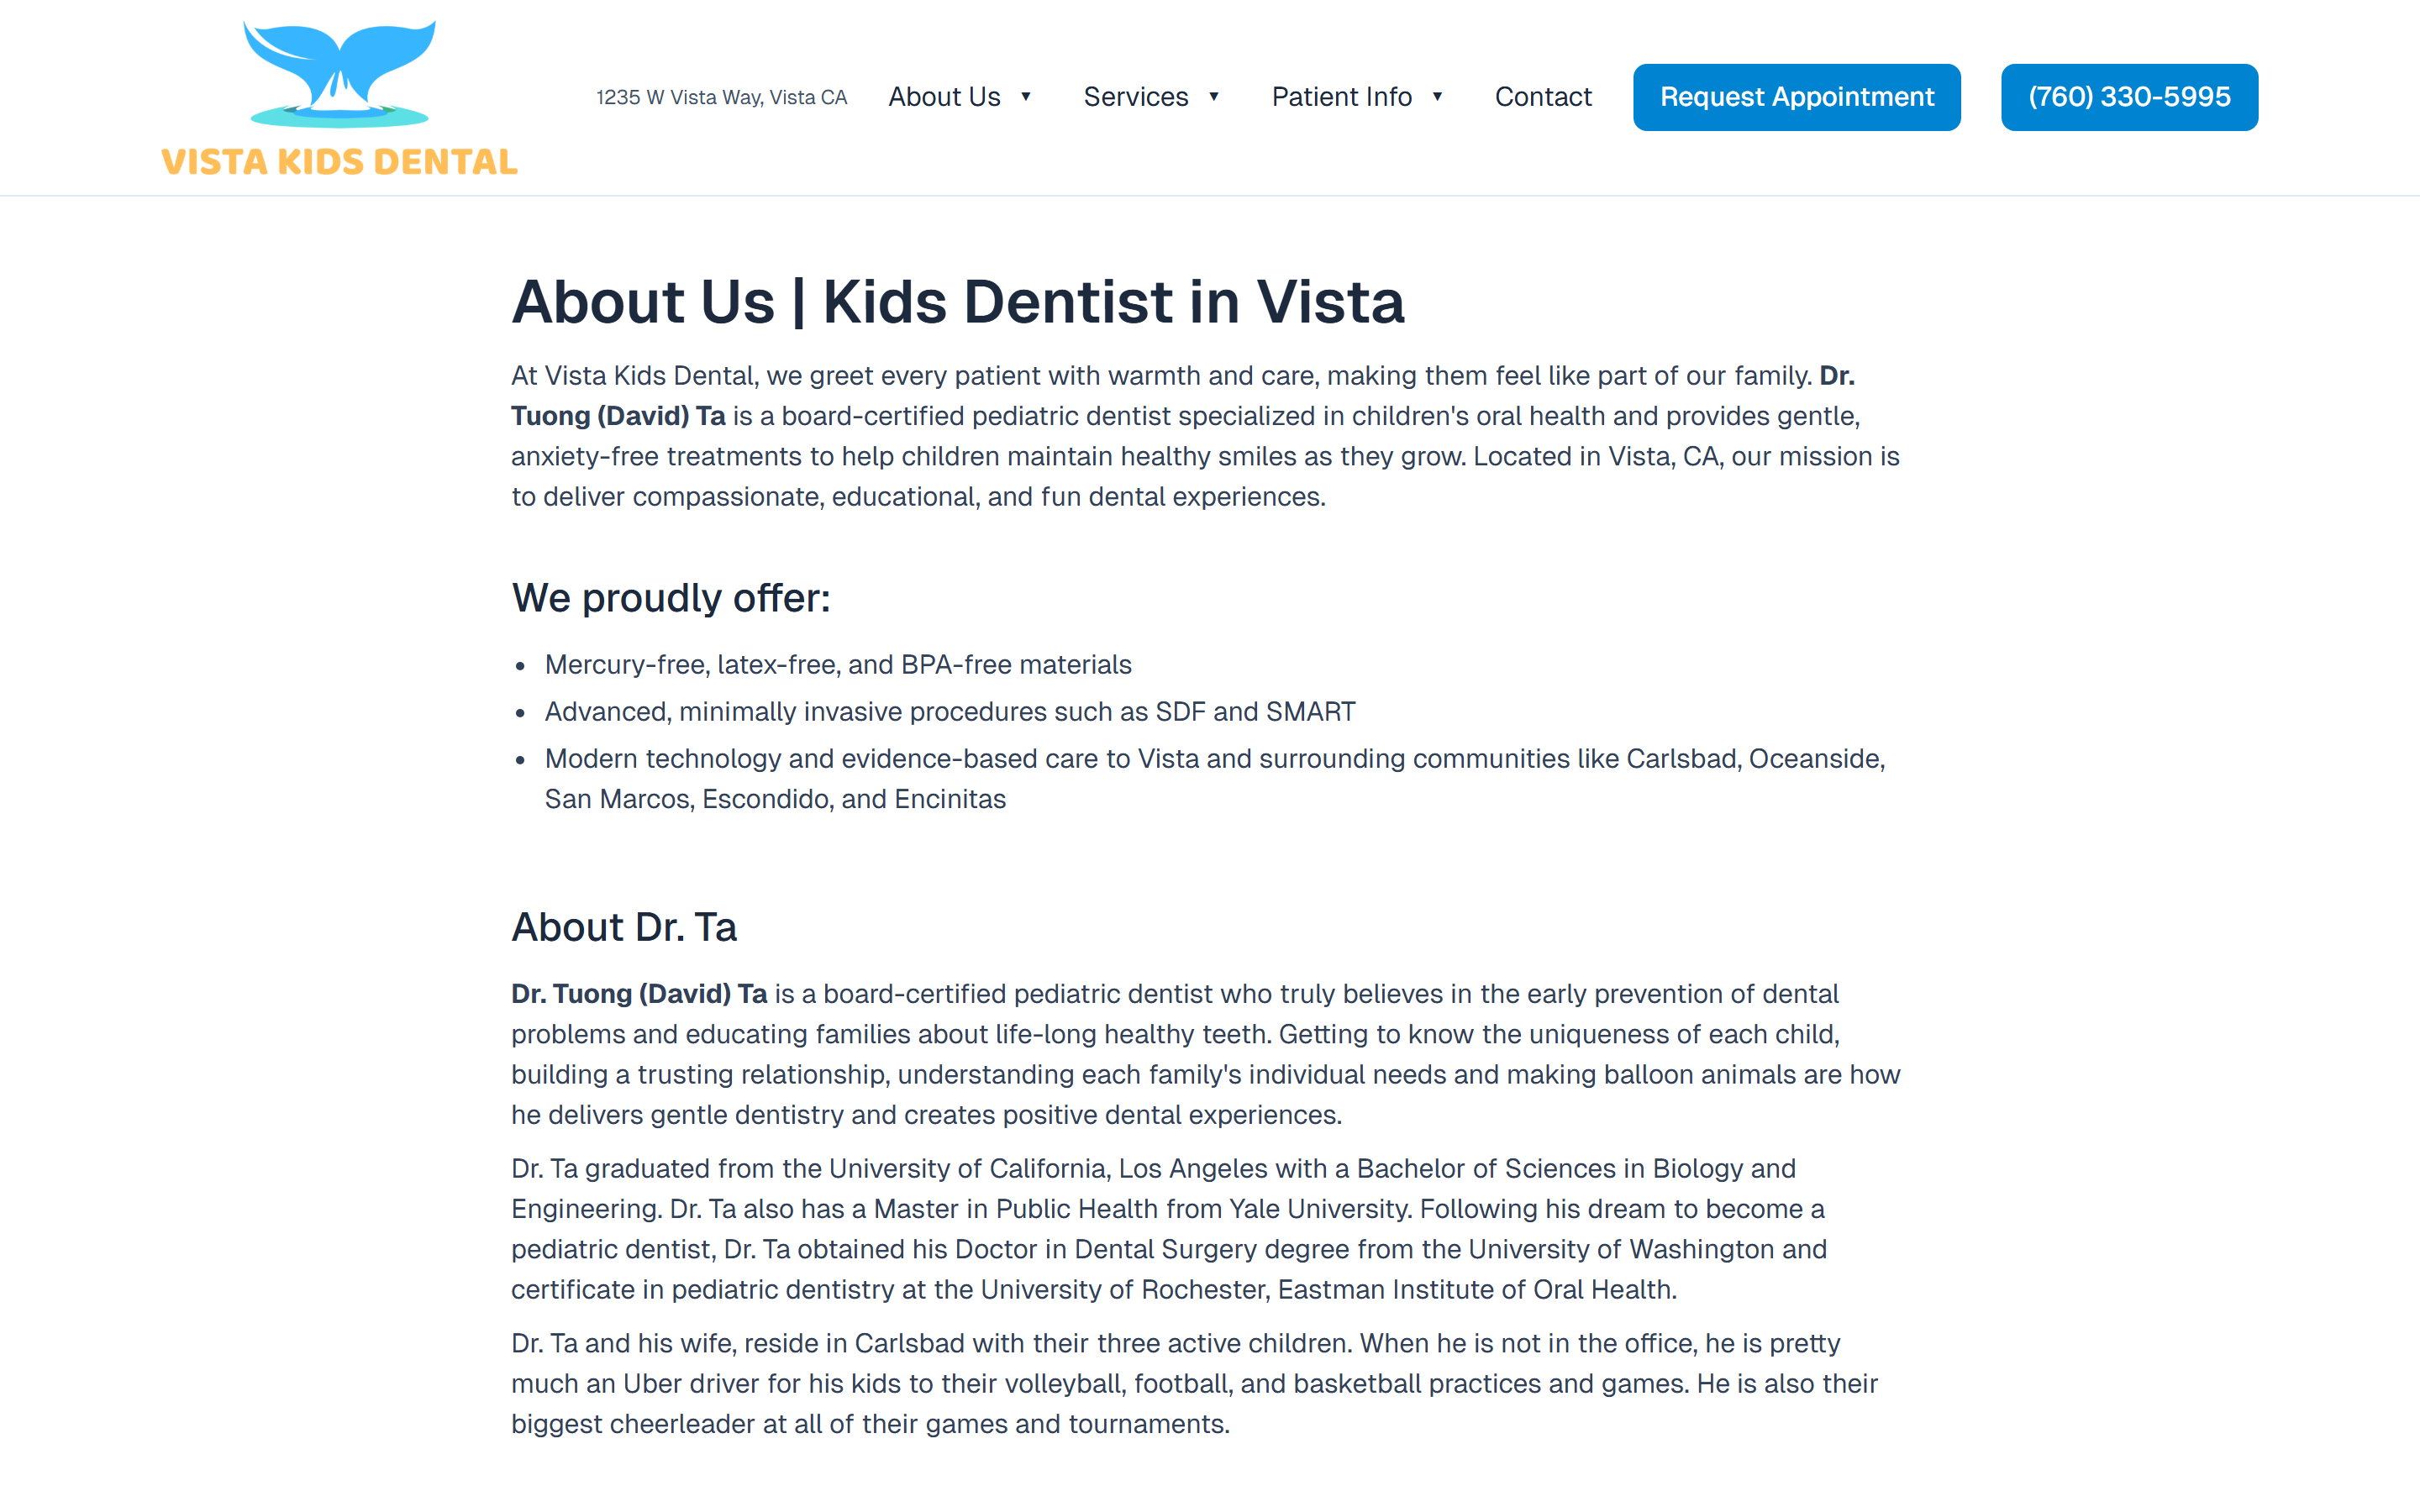 VISTA KIDS DENTAL
1235 W Vista Way, Vista CA
About Us
Services
Patient Info
Contact
Request Appointment
(760) 330-5995
About Us | Kids Dentist in Vista
At Vista Kids Dental, we greet every patient with warmth and care, making them feel like part of our family. Dr.
Tuong (David) Ta is a board-certified pediatric dentist specialized in children's oral health and provides gentle,
anxiety-free treatments to help children maintain healthy smiles as they grow. Located in Vista, CA, our mission is
to deliver compassionate, educational, and fun dental experiences.
We proudly offer:
• Mercury-free, latex-free, and BPA-free materials
• Advanced, minimally invasive procedures such as SDF and SMART
• Modern technology and evidence-based care to Vista and surrounding communities like Carlsbad, Oceanside,
San Marcos, Escondido, and Encinitas
About Dr. Ta
Dr. Tuong (David) Ta is a board-certified pediatric dentist who truly believes in the early prevention of dental
problems and educating families about life-long healthy teeth. Getting to know the uniqueness of each child,
building a trusting relationship, understanding each family's individual needs and making balloon animals are how
he delivers gentle dentistry and creates positive dental experiences.
Dr. Ta graduated from the University of California, Los Angeles with a Bachelor of Sciences in Biology and
Engineering. Dr. Ta also has a Master in Public Health from Yale University. Following his dream to become a
pediatric dentist, Dr. Ta obtained his Doctor in Dental Surgery degree from the University of Washington and
certificate in pediatric dentistry at the University of Rochester, Eastman Institute of Oral Health.
Dr. Ta and his wife, reside in Carlsbad with their three active children. When he is not in the office, he is pretty
much an Uber driver for his kids to their volleyball, football, and basketball practices and games. He is also their
biggest cheerleader at all of their games and tournaments.